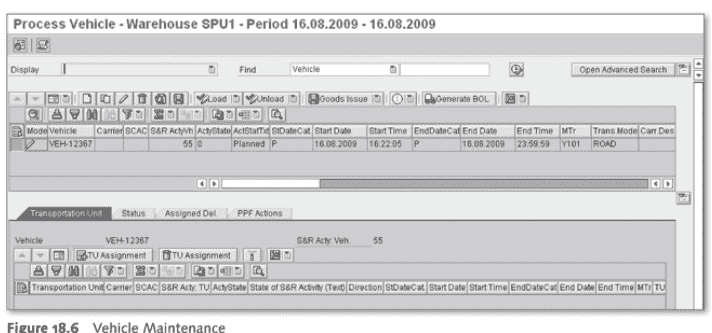 Process Vehicle - Warehouse SPU1 - Period 16.08.2009 - 16.08.2009
Display Find Vehicle Open Advanced Search
Load Unload Goods Issue Generate BOL
Mode Vehicle Carrier SCAC S&R ActyVh ActyState ActStatTxt StDateCat. Start Date Start Time EndDateCat End Date End Time MTr Trans.Mode Carr.Des
VEH-12367 55 0 Planned P 16.08.2009 16:22:05 P 16.08.2009 23:59:59 Y101 ROAD
Transportation Unit Status Assigned Del. PPF Actions
Vehicle VEH-12367 S&R Acty. Veh. 55
TU Assignment TU Assignment
Transportation Unit Carrier SCAC S&R Acty: TU ActyState State of S&R Activity (Text) Direction StDateCat. Start Date Start Time EndDateCat End Date End Time MTr TU
Figure 18.6 Vehicle Maintenance